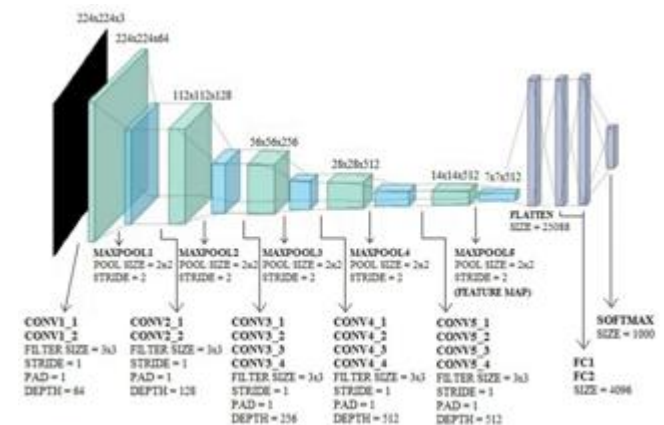 224x224x3
224x224x64
112x112x128
56x56x256
28x28x512
14x14x512
7x7x512
MAXPOOL1
POOL SIZE = 2x2
STRIDE = 2
MAXPOOL2
POOL SIZE = 2x2
STRIDE = 2
MAXPOOL3
POOL SIZE = 2x2
STRIDE = 2
MAXPOOL4
POOL SIZE = 2x2
STRIDE = 2
MAXPOOL5
POOL SIZE = 2x2
STRIDE = 2
(FEATURE MAP)
FLATTEN
SIZE = 25088
CONV1_1
CONV1_2
FILTER SIZE = 3x3
STRIDE = 1
PAD = 1
DEPTH = 64
CONV2_1
CONV2_2
FILTER SIZE = 3x3
STRIDE = 1
PAD = 1
DEPTH = 128
CONV3_1
CONV3_2
CONV3_3
CONV3_4
FILTER SIZE = 3x3
STRIDE = 1
PAD = 1
DEPTH = 256
CONV4_1
CONV4_2
CONV4_3
CONV4_4
FILTER SIZE = 3x3
STRIDE = 1
PAD = 1
DEPTH = 512
CONV5_1
CONV5_2
CONV5_3
CONV5_4
FILTER SIZE = 3x3
STRIDE = 1
PAD = 1
DEPTH = 512
FC1
FC2
SIZE = 4096
SOFTMAX
SIZE = 1000